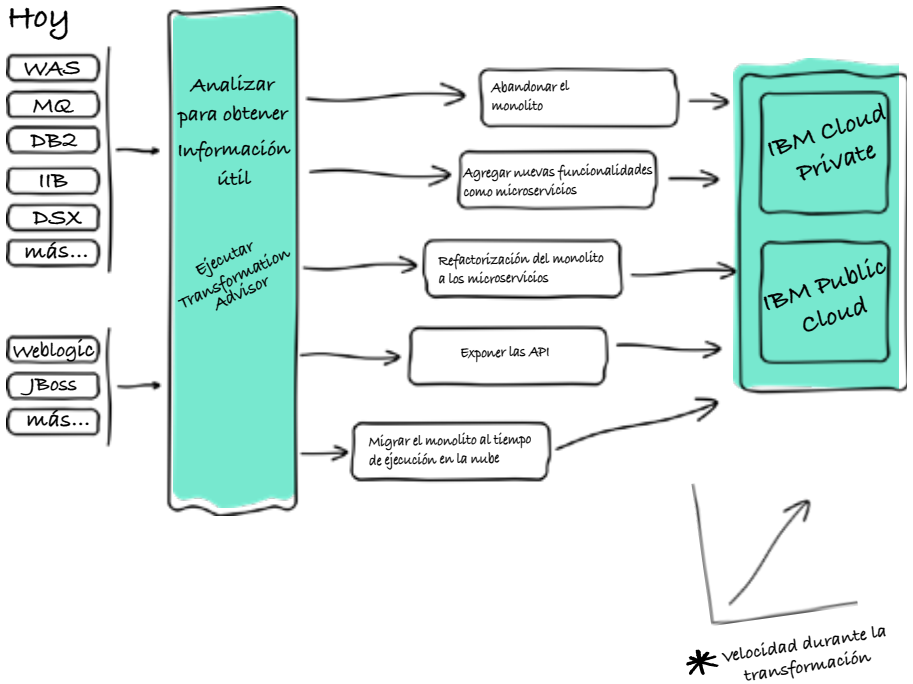 Hoy
WAS
MQ
DB2
IIB
DSX
más...
Weblogic
JBoss
más...
Analizar
para obtener
Información
útil
Ejecutar
Transformation
Advisor
Abandonar el
monolito
Agregar nuevas funcionalidades
como microservicios
Refactorización del monolito
a los microservicios
Exponer las API
Migrar el monolito al tiempo
de ejecución en la nube
IBM Cloud
Private
IBM Public
Cloud
* Velocidad durante la
transformación